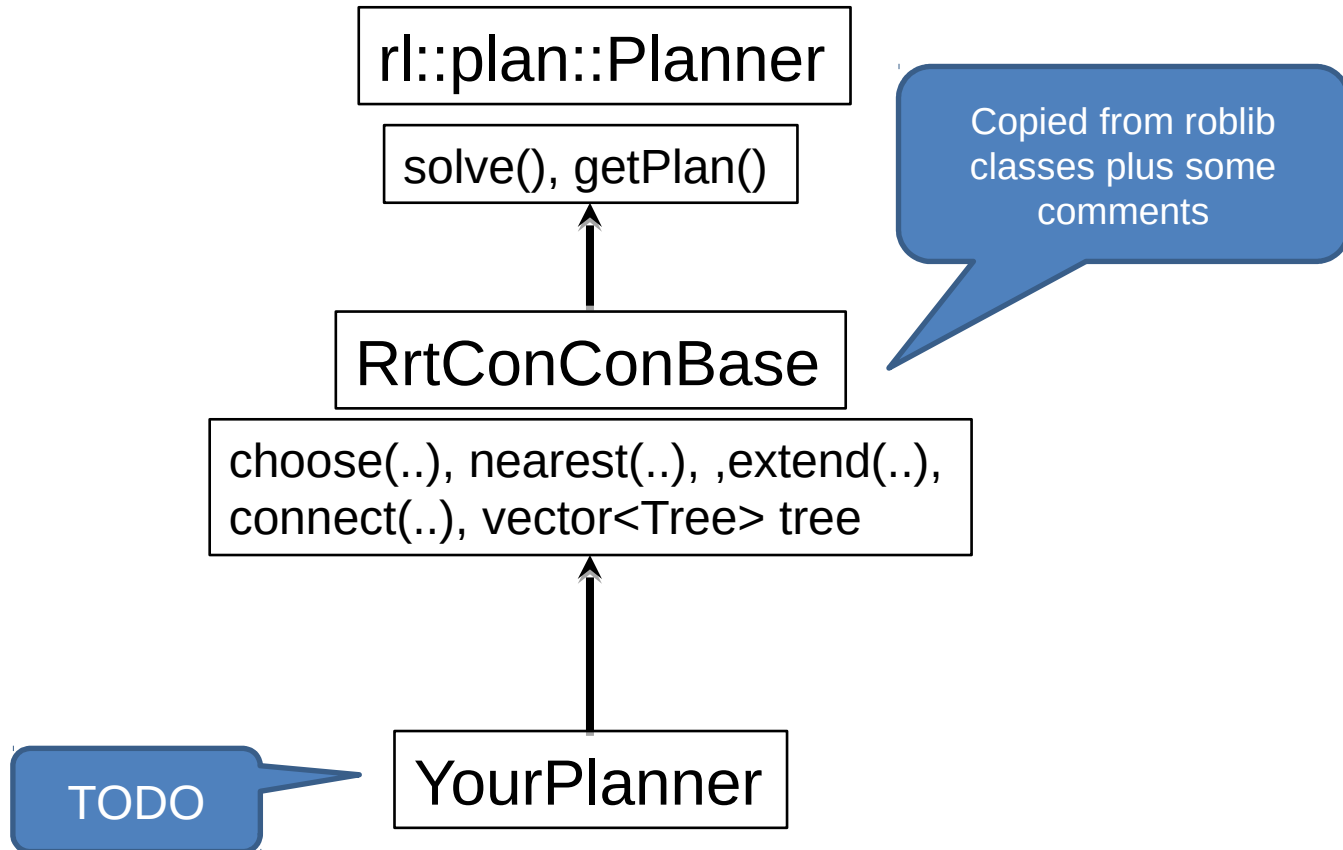 rl::plan::Planner
solve(), getPlan()
Copied from roblib
classes plus some
comments
RrtConConBase
choose(..), nearest(..), ,extend(..),
connect(..), vector<Tree> tree
TODO
YourPlanner